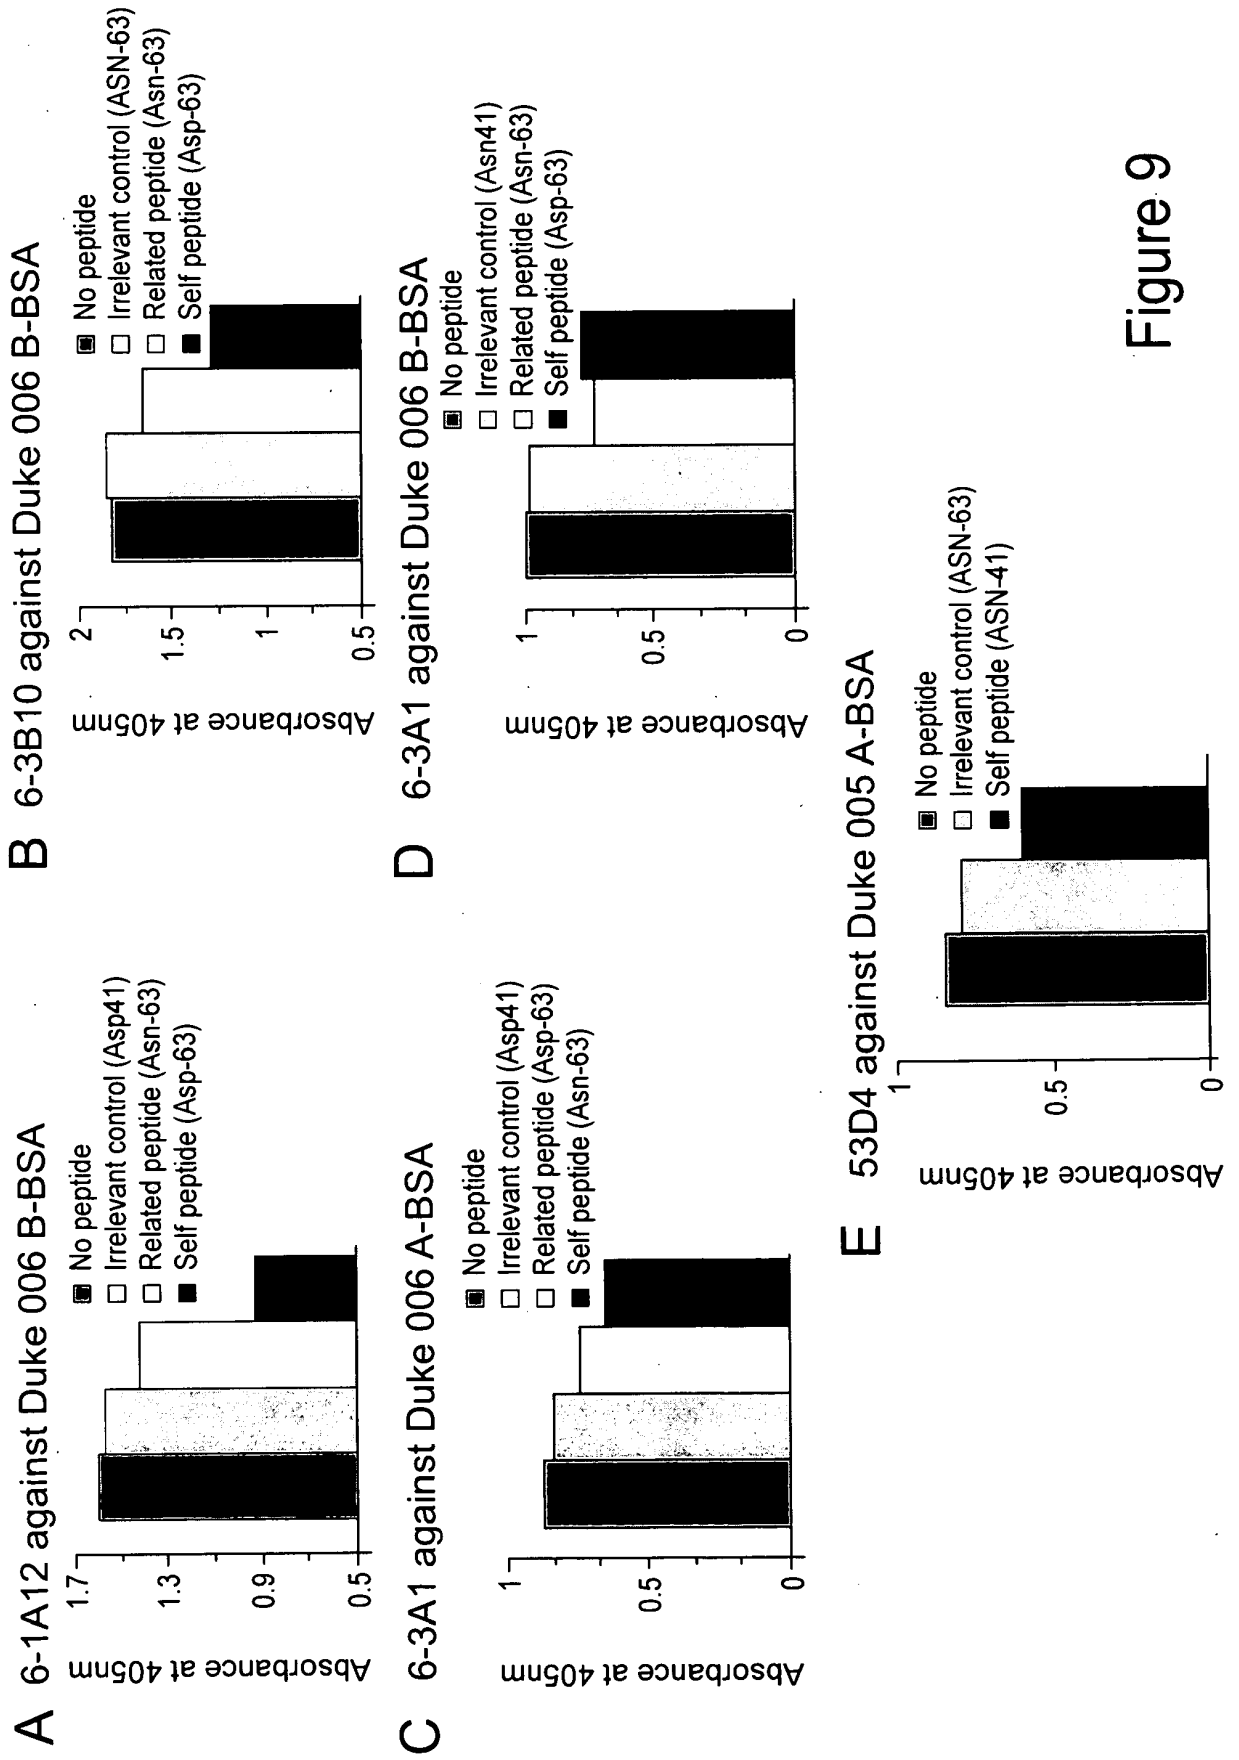 A 6-1A12 against Duke 006 B-BSA
Absorbance at 405nm
1.7
1.3
0.9
0.5
No peptide
Irrelevant control (Asp41)
Related peptide (Asn-63)
Self peptide (Asp-63)
B 6-3B10 against Duke 006 B-BSA
Absorbance at 405nm
2
1.5
1
0.5
No peptide
Irrelevant control (ASN-63)
Related peptide (Asn-63)
Self peptide (Asp-63)
C 6-3A1 against Duke 006 A-BSA
Absorbance at 405nm
1
0.5
0
No peptide
Irrelevant control (Asp41)
Related peptide (Asp-63)
Self peptide (Asn-63)
D 6-3A1 against Duke 006 B-BSA
Absorbance at 405nm
1
0.5
0
No peptide
Irrelevant control (Asn41)
Related peptide (Asn-63)
Self peptide (Asp-63)
E 53D4 against Duke 005 A-BSA
Absorbance at 405nm
1
0.5
0
No peptide
Irrelevant control (ASN-63)
Self peptide (ASN-41)
Figure 9